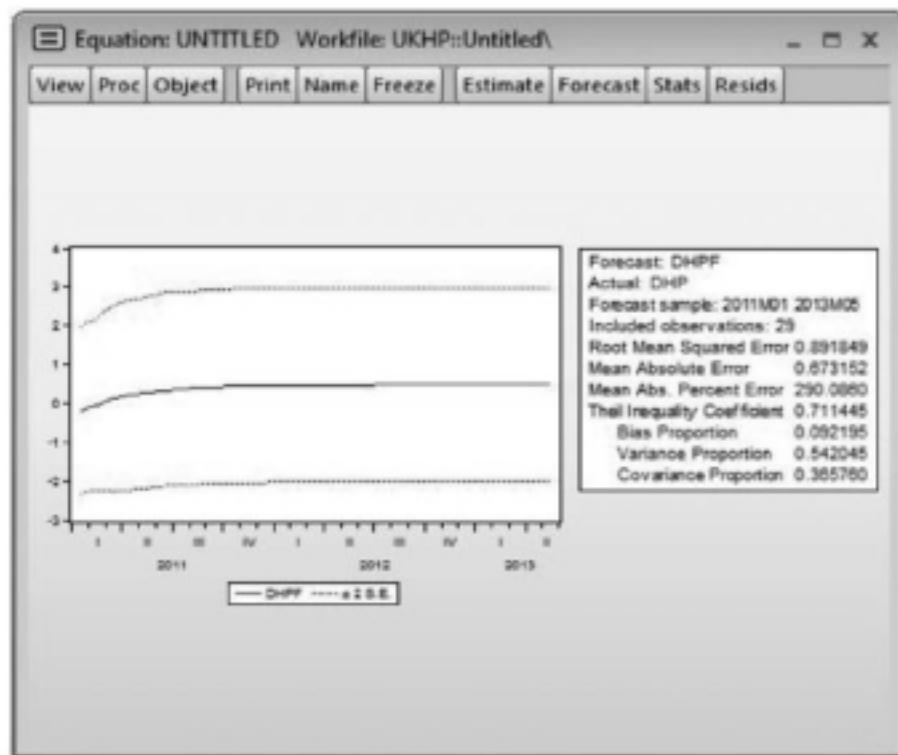 Equation: UNTITLED Workfile: UKHP::Untitled\
View Proc Object Print Name Freeze Estimate Forecast Stats Resids
4
3
2
1
0
-1
-2
-3
I II III IV I II III IV I II
2011 2012 2013
DHPF ± 2 S.E.
Forecast: DHPF
Actual: DHP
Forecast sample: 2011M01 2013M05
Included observations: 29
Root Mean Squared Error 0.891849
Mean Absolute Error 0.673152
Mean Abs. Percent Error 290.0860
Theil Inequality Coefficient 0.711445
Bias Proportion 0.092195
Variance Proportion 0.542045
Covariance Proportion 0.365760